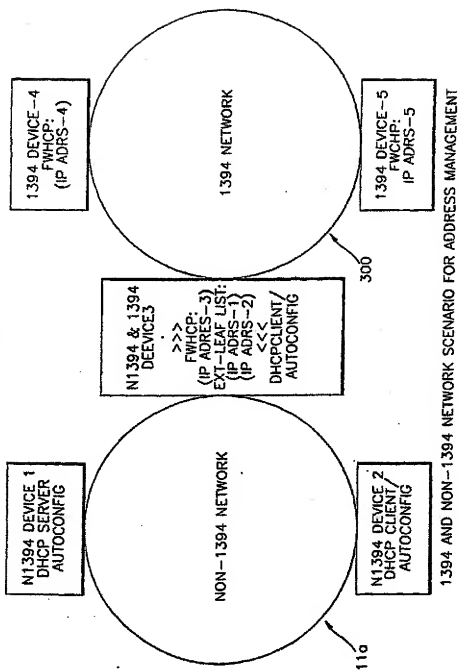 N1394 DEVICE 1
DHCP SERVER
AUTOCONFIG
N1394 & 1394
DEEVICE3
>>>
FWHCP:
(IP ADRES-3)
EXT-LEAF LIST:
(IP ADRS-1)
(IP ADRS-2)
<<<
DHCPCLIENT/
AUTOCONFIG
1394 DEVICE-4
FWHCP:
(IP ADRS-4)
NON-1394 NETWORK
1394 NETWORK
N1394 DEVICE 2
DHCP CLIENT/
AUTOCONFIG
1394 DEVICE-5
FWCHP:
IP ADRS-5
11a
300
1394 AND NON-1394 NETWORK SCENARIO FOR ADDRESS MANAGEMENT